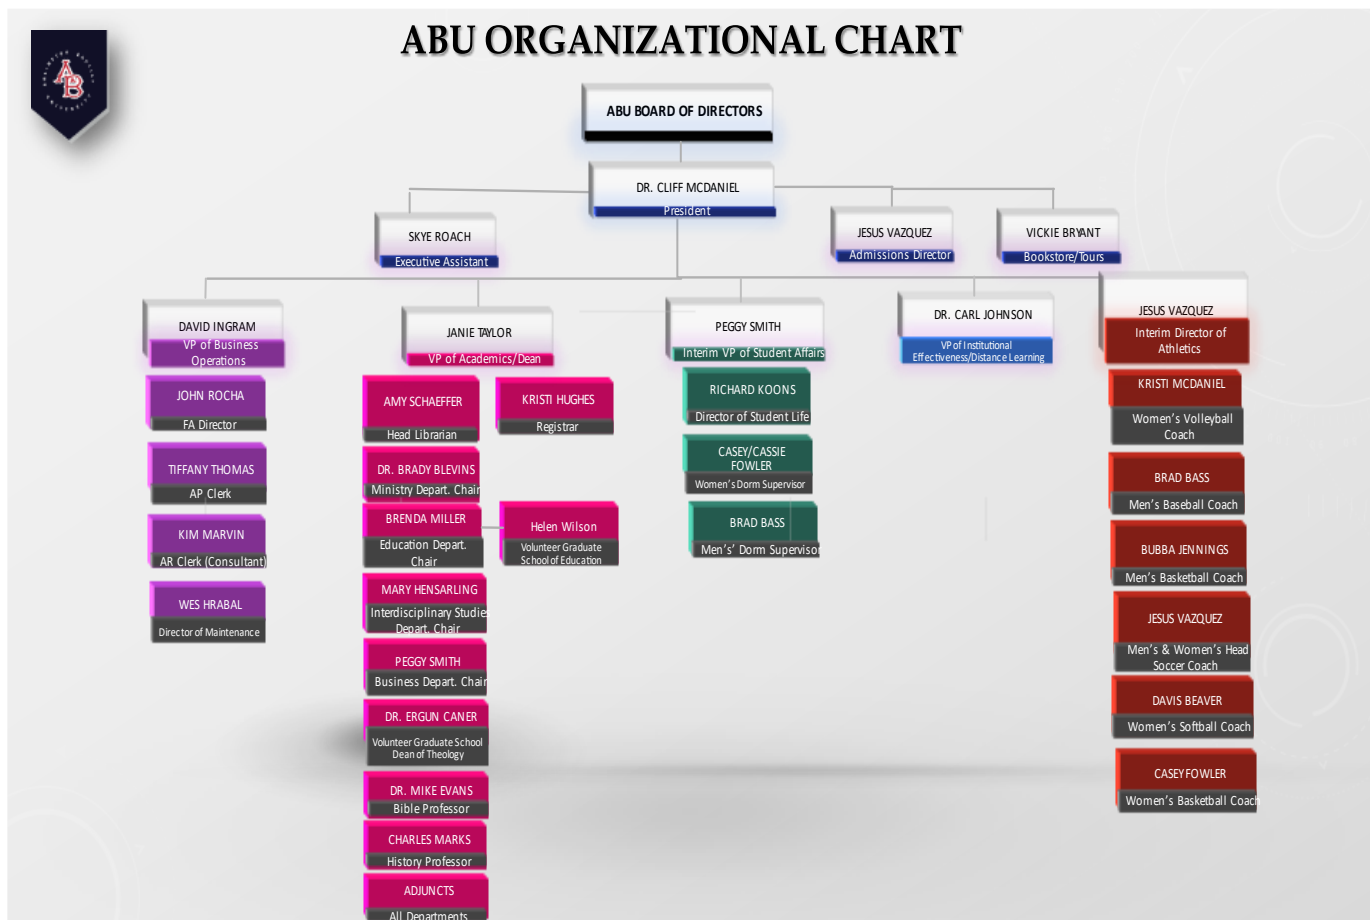 ABU ORGANIZATIONAL CHART
AB
ABU BOARD OF DIRECTORS
DR. CLIFF MCDANIEL
President
SKYE ROACH
Executive Assistant
JESUS VAZQUEZ
Admissions Director
VICKIE BRYANT
Bookstore/Tours
DAVID INGRAM
VP of Business
Operations
JOHN ROCHA
FA Director
TIFFANY THOMAS
AP Clerk
KIM MARVIN
AR Clerk (Consultant)
WES HRABAL
Director of Maintenance
JANIE TAYLOR
VP of Academics/Dean
AMY SCHAEFFER
Head Librarian
KRISTI HUGHES
Registrar
DR. BRADY BLEVINS
Ministry Depart. Chair
BRENDA MILLER
Education Depart.
Chair
Helen Wilson
Volunteer Graduate
School of Education
MARY HENSARLING
Interdisciplinary Studies
Depart. Chair
PEGGY SMITH
Business Depart. Chair
DR. ERGUN CANER
Volunteer Graduate School
Dean of Theology
DR. MIKE EVANS
Bible Professor
CHARLES MARKS
History Professor
ADJUNCTS
All Departments
PEGGY SMITH
Interim VP of Student Affairs
RICHARD KOONS
Director of Student Life
CASEY/CASSIE
FOWLER
Women's Dorm Supervisor
BRAD BASS
Men's' Dorm Supervisor
DR. CARL JOHNSON
VP of Institutional
Effectiveness/Distance Learning
JESUS VAZQUEZ
Interim Director of
Athletics
KRISTI MCDANIEL
Women's Volleyball
Coach
BRAD BASS
Men's Baseball Coach
BUBBA JENNINGS
Men's Basketball Coach
JESUS VAZQUEZ
Men's & Women's Head
Soccer Coach
DAVIS BEAVER
Women's Softball Coach
CASEY FOWLER
Women's Basketball Coach